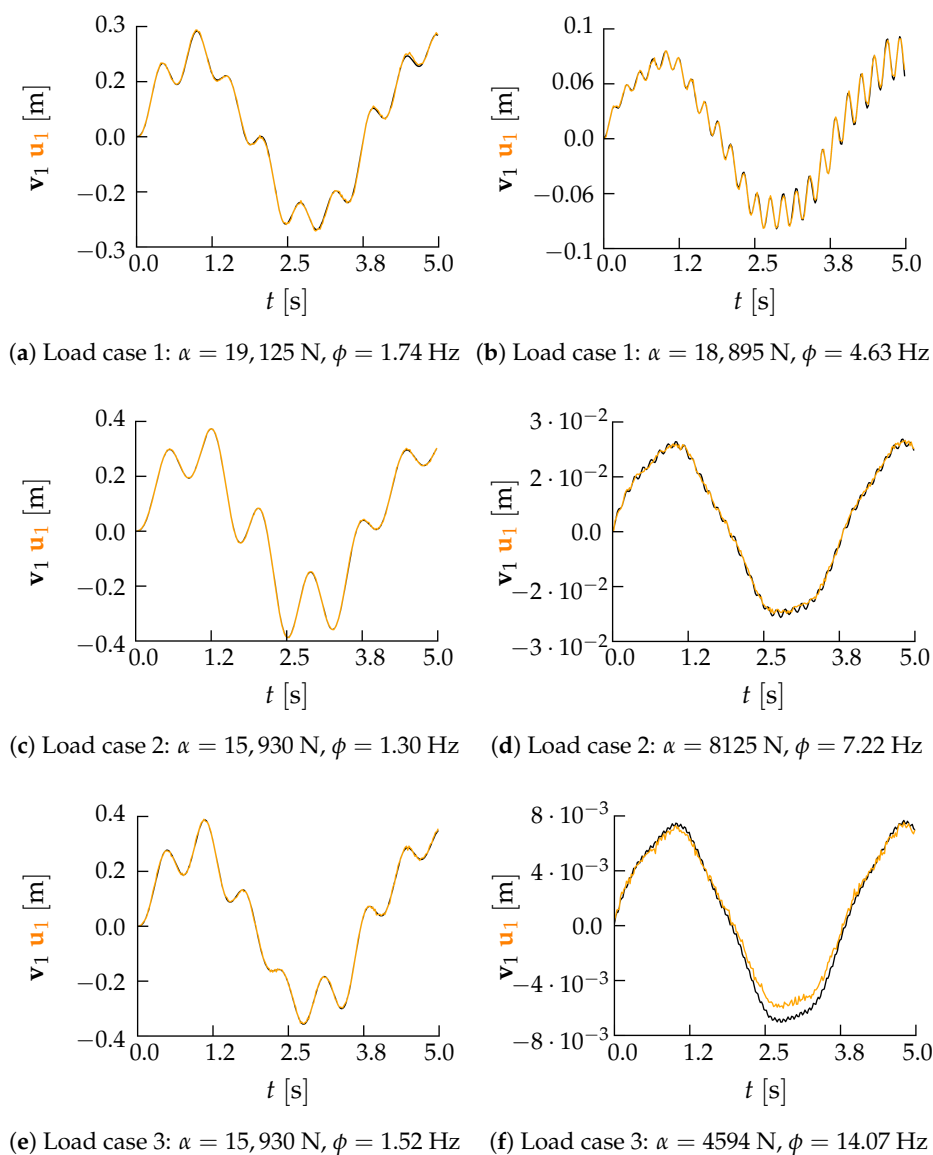 0.3
0.2
0.0
−0.2
−0.3
v₁ u₁ [m]
0.0 1.2 2.5 3.8 5.0
t [s]
(a) Load case 1: α = 19, 125 N, ϕ = 1.74 Hz
0.1
0.06
0.0
−0.06
−0.1
v₁ u₁ [m]
0.0 1.2 2.5 3.8 5.0
t [s]
(b) Load case 1: α = 18, 895 N, ϕ = 4.63 Hz
0.4
0.2
0.0
−0.2
−0.4
v₁ u₁ [m]
0.0 1.2 2.5 3.8 5.0
t [s]
(c) Load case 2: α = 15, 930 N, ϕ = 1.30 Hz
3 · 10⁻²
2 · 10⁻²
0.0
−2 · 10⁻²
−3 · 10⁻²
v₁ u₁ [m]
0.0 1.2 2.5 3.8 5.0
t [s]
(d) Load case 2: α = 8125 N, ϕ = 7.22 Hz
0.4
0.2
0.0
−0.2
−0.4
v₁ u₁ [m]
0.0 1.2 2.5 3.8 5.0
t [s]
(e) Load case 3: α = 15, 930 N, ϕ = 1.52 Hz
8 · 10⁻³
4 · 10⁻³
0.0
−4 · 10⁻³
−8 · 10⁻³
v₁ u₁ [m]
0.0 1.2 2.5 3.8 5.0
t [s]
(f) Load case 3: α = 4594 N, ϕ = 14.07 Hz